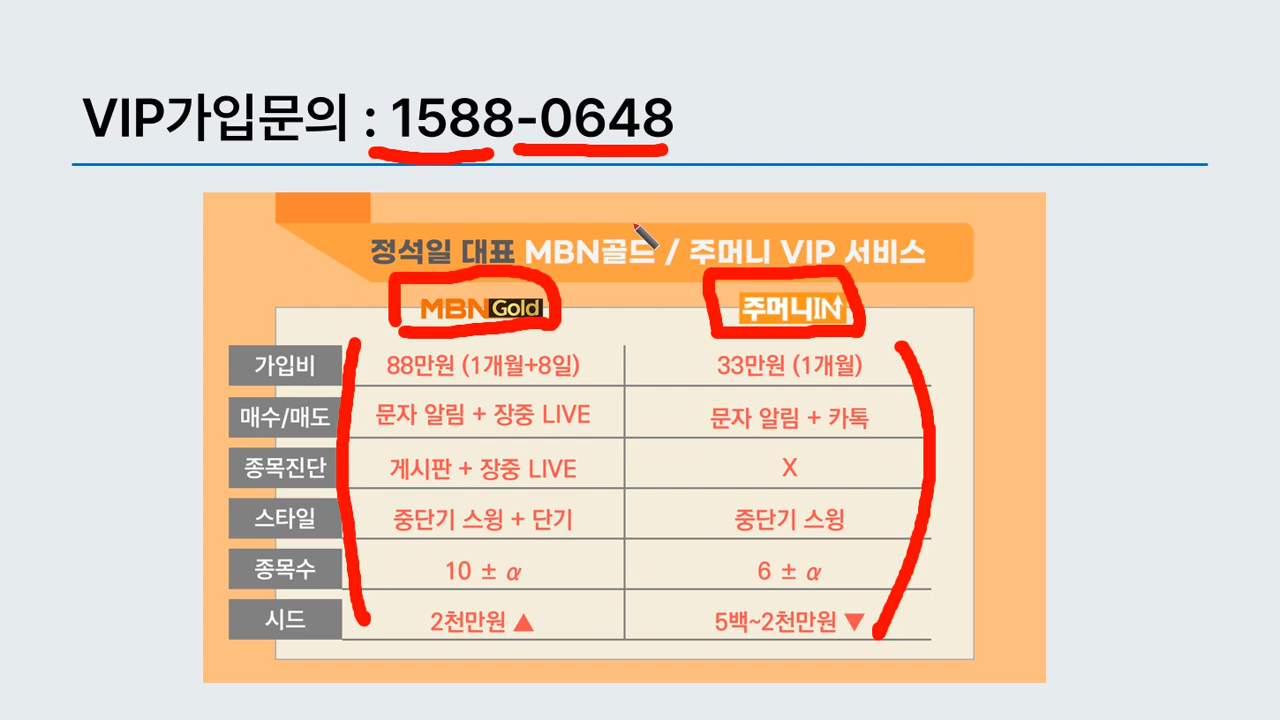 VIP가입문의 : 1588-0648
정석일 대표 MBN골드 / 주머니 VIP 서비스
MBN Gold 주머니IN
가입비 88만원 (1개월+8일) 33만원 (1개월)
매수/매도 문자 알림 + 장중 LIVE 문자 알림 + 카톡
종목진단 게시판 + 장중 LIVE X
스타일 중단기 스윙 + 단기 중단기 스윙
종목수 10 ± α 6 ± α
시드 2천만원 ▲ 5백~2천만원 ▼